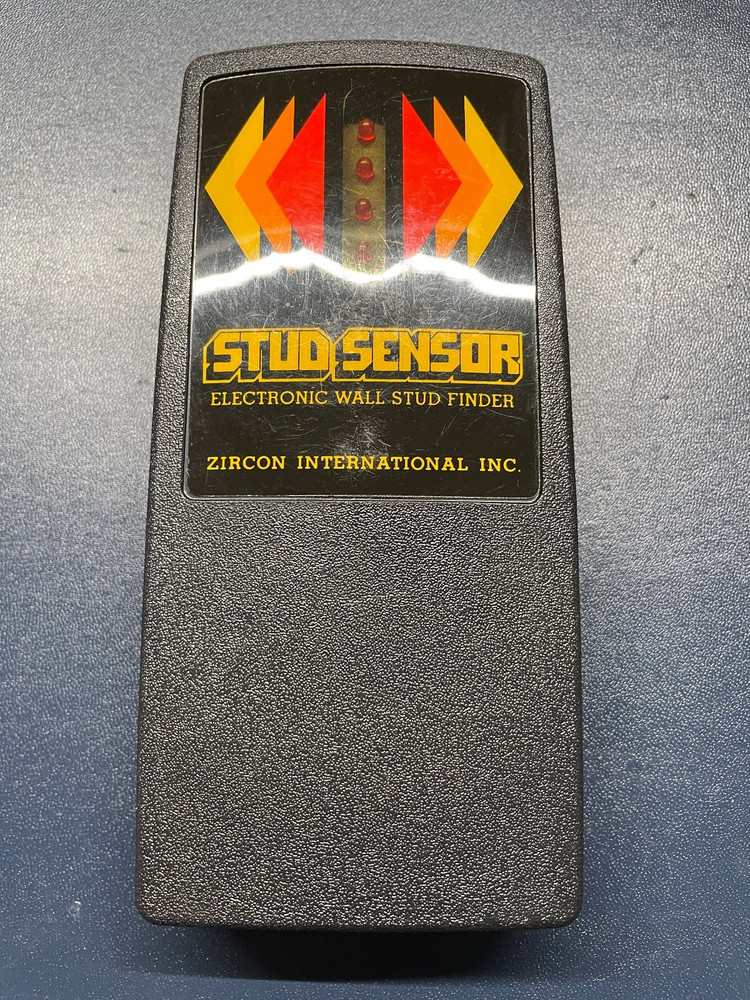 STUD SENSOR
ELECTRONIC WALL STUD FINDER
ZIRCON INTERNATIONAL INC.